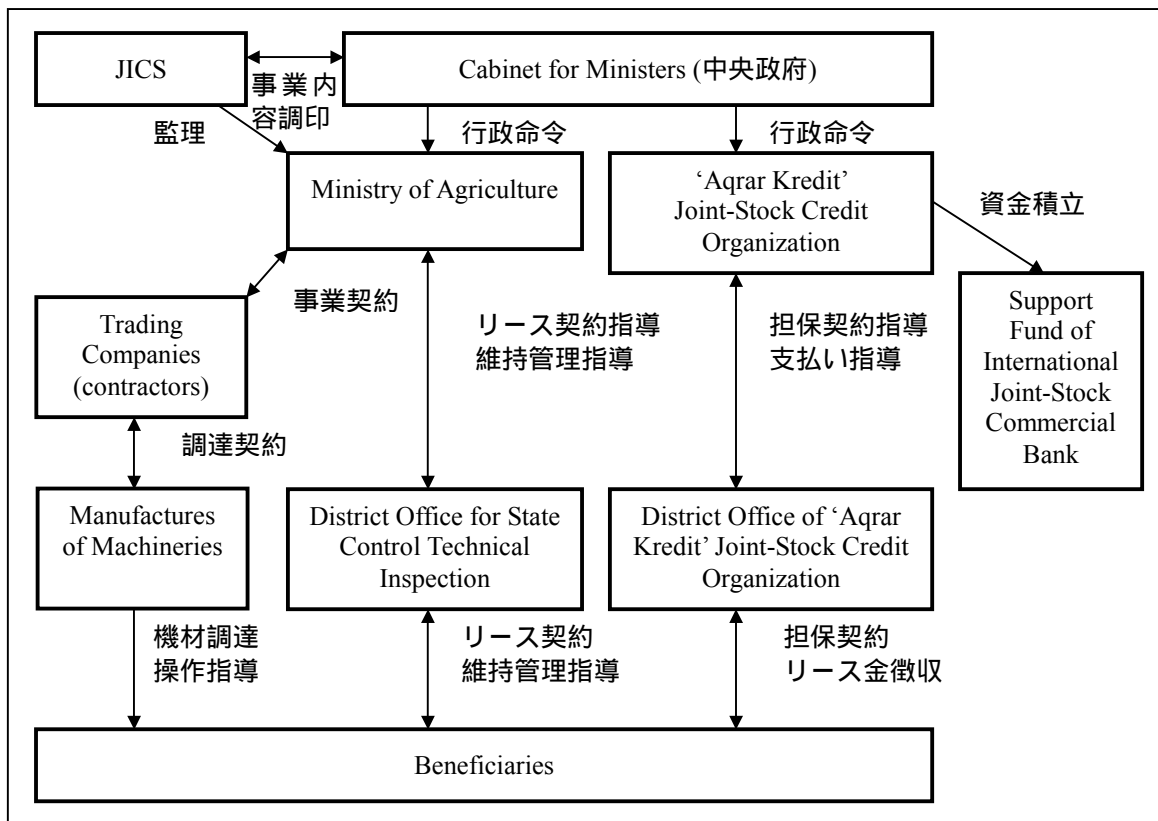 JICS
Cabinet for Ministers (中央政府)
事業内
容調印
監理
行政命令
行政命令
Ministry of Agriculture
‘Aqrar Kredit’
Joint-Stock Credit
Organization
資金積立
事業契約
Trading
Companies
(contractors)
リース契約指導
維持管理指導
担保契約指導
支払い指導
Support
Fund of
International
Joint-Stock
Commercial
Bank
調達契約
Manufactures
of Machineries
District Office for State
Control Technical
Inspection
District Office of ‘Aqrar
Kredit’ Joint-Stock Credit
Organization
機材調達
操作指導
リース契約
維持管理指導
担保契約
リース金徴収
Beneficiaries